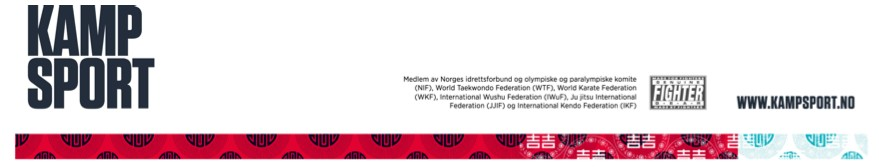 KAMP
SPORT
Medlem av Norges idrettsforbund og olympiske og paralympiske komite
(NIF), World Taekwondo Federation (WTF), World Karate Federation
(WKF), International Wushu Federation (IWuF), Ju jitsu International
Federation (JJIF) og International Kendo Federation (IKF)
GENUINE
FIGHTER
GEAR
WWW.KAMPSPORT.NO